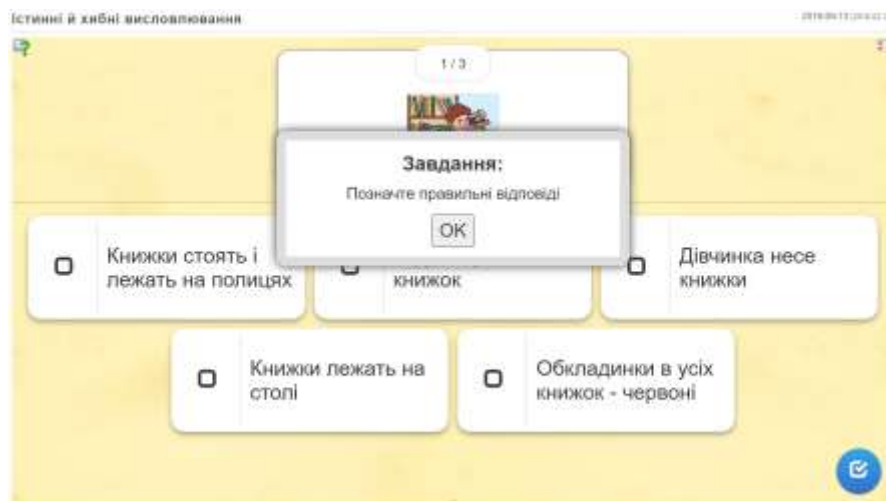 Істинні й хибні висловлювання
1 / 3
Завдання:
Позначте правильні відповіді
OK
Книжки стоять і
лежать на полицях
книжок
Дівчинка несе
книжки
Книжки лежать на
столі
Обкладинки в усіх
книжок - червоні